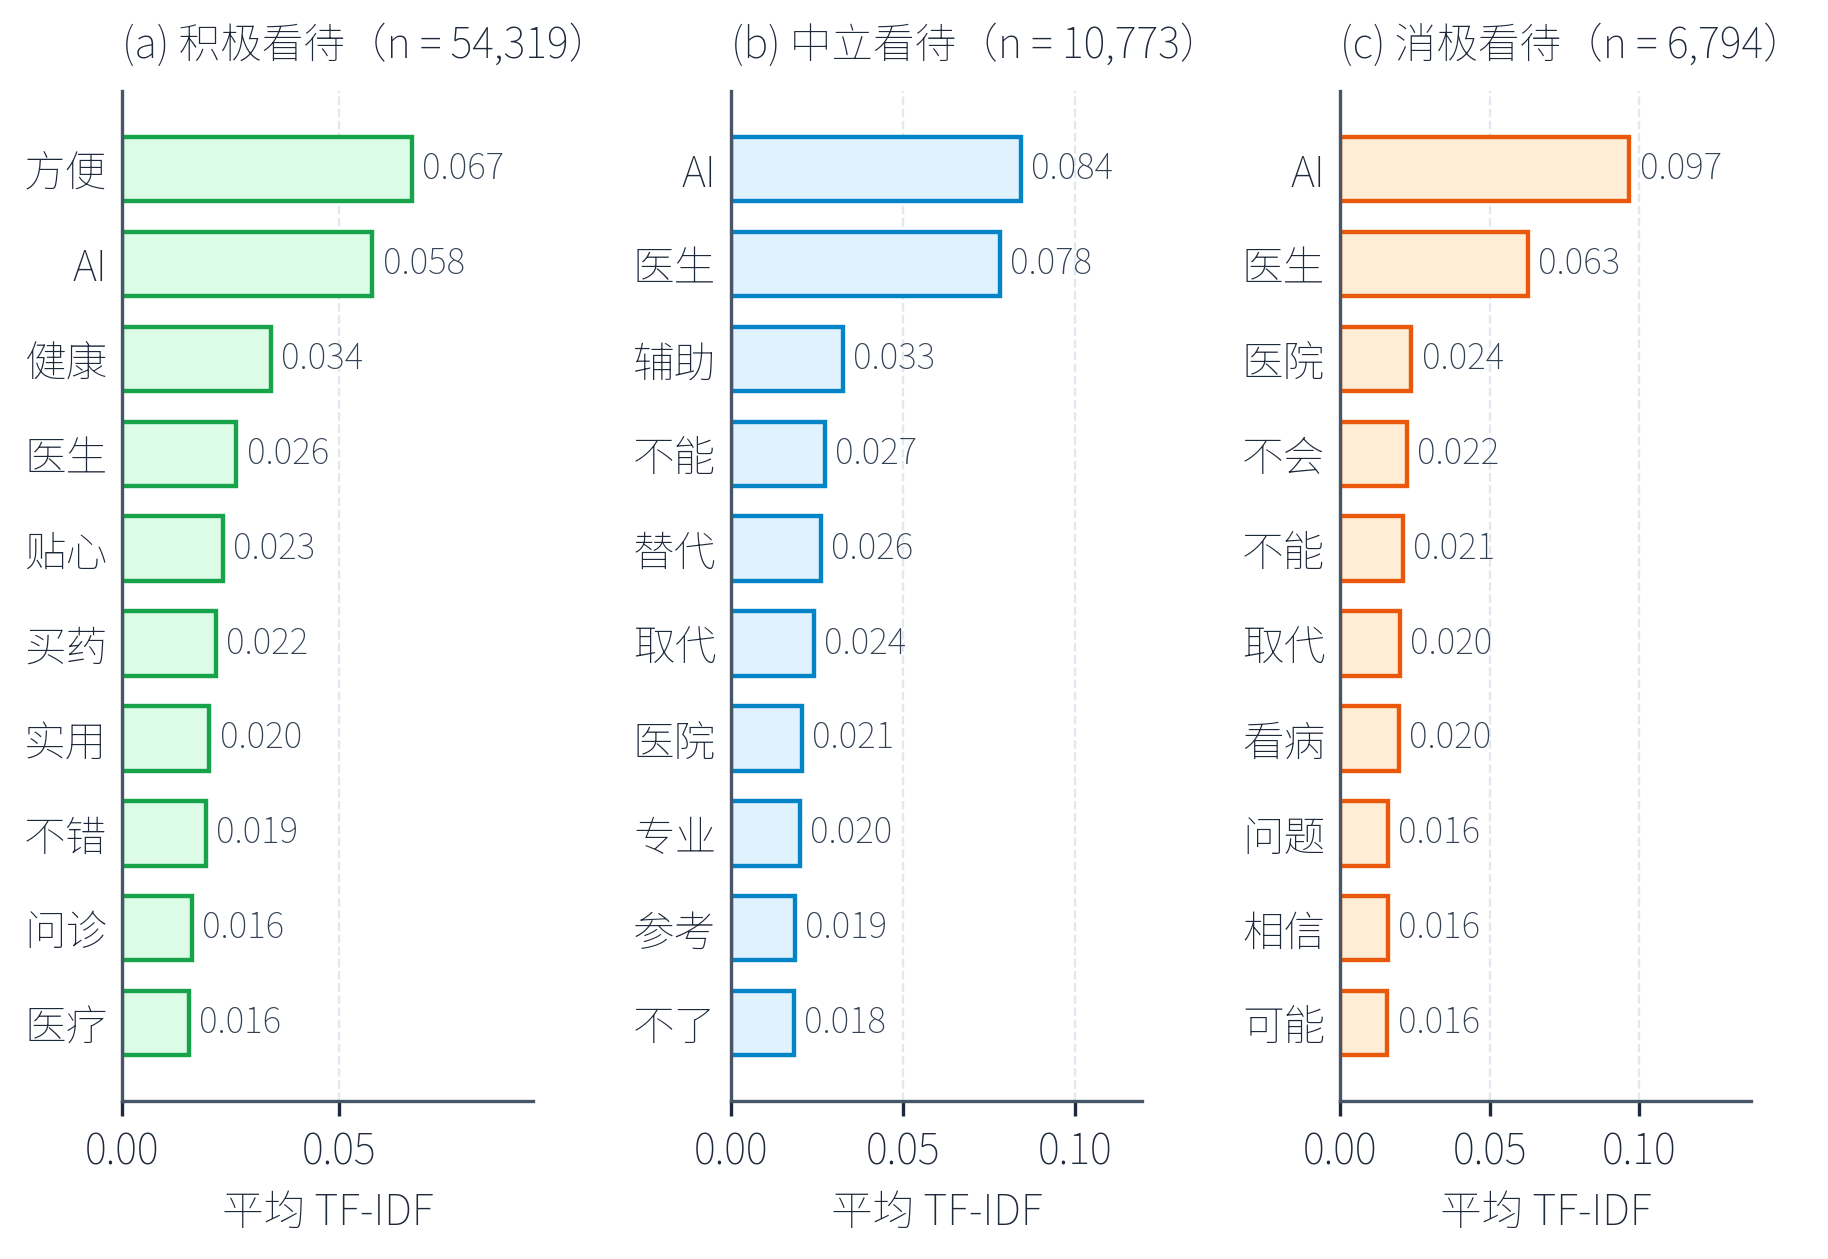 (a) 积极看待（n = 54,319）
方便 0.067
AI 0.058
健康 0.034
医生 0.026
贴心 0.023
买药 0.022
实用 0.020
不错 0.019
问诊 0.016
医疗 0.016
0.00 0.05
平均 TF-IDF
(b) 中立看待（n = 10,773）
AI 0.084
医生 0.078
辅助 0.033
不能 0.027
替代 0.026
取代 0.024
医院 0.021
专业 0.020
参考 0.019
不了 0.018
0.00 0.05 0.10
平均 TF-IDF
(c) 消极看待（n = 6,794）
AI 0.097
医生 0.063
医院 0.024
不会 0.022
不能 0.021
取代 0.020
看病 0.020
问题 0.016
相信 0.016
可能 0.016
0.00 0.05 0.10
平均 TF-IDF